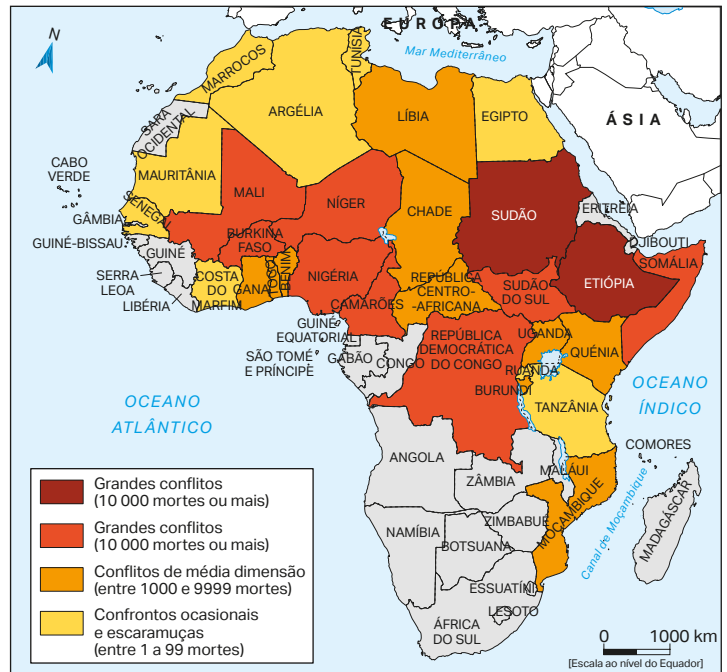 N
EUROPA
Mar Mediterrâneo
ÁSIA
MARROCOS
TUNÍSIA
ARGÉLIA
LÍBIA
EGIPTO
SARA
OCIDENTAL
CABO
VERDE
MAURITÂNIA
MALI
NÍGER
CHADE
SUDÃO
ERITREIA
SENEGAL
GÂMBIA
GUINÉ-BISSAU
GUINÉ
BURKINA
FASO
DJIBOUTI
SOMÁLIA
SERRA
LEOA
LIBÉRIA
COSTA
DO
MARFIM
GANA
TOGO
BENIM
NIGÉRIA
CAMARÕES
REPÚBLICA
CENTRO-
-AFRICANA
SUDÃO
DO SUL
ETIÓPIA
GUINÉ
EQUATORIAL
SÃO TOMÉ
E PRÍNCIPE
GABÃO
CONGO
REPÚBLICA
DEMOCRÁTICA
DO CONGO
UGANDA
QUÉNIA
RUANDA
BURUNDI
TANZÂNIA
OCEANO
ATLÂNTICO
OCEANO
ÍNDICO
COMORES
ANGOLA
ZÂMBIA
MALÁUI
MOÇAMBIQUE
Canal de Moçambique
MADAGÁSCAR
NAMÍBIA
ZIMBABUÉ
BOTSUANA
ESSUATÍNI
LESOTO
ÁFRICA
DO SUL
Grandes conflitos
(10 000 mortes ou mais)
Grandes conflitos
(10 000 mortes ou mais)
Conflitos de média dimensão
(entre 1000 e 9999 mortes)
Confrontos ocasionais
e escaramuças
(entre 1 a 99 mortes)
0 1000 km
[Escala ao nível do Equador]